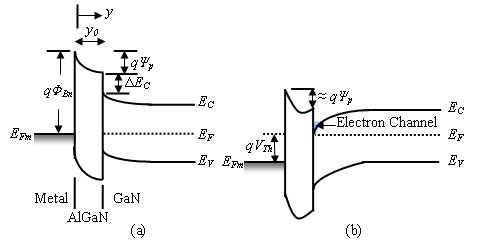 y
y₀
qΨp
ΔEC
qΦBn
EC
EFm
EF
EV
Metal
GaN
AlGaN
(a)
≈ qΨp
EC
Electron Channel
EF
qVTh
EFm
EV
(b)